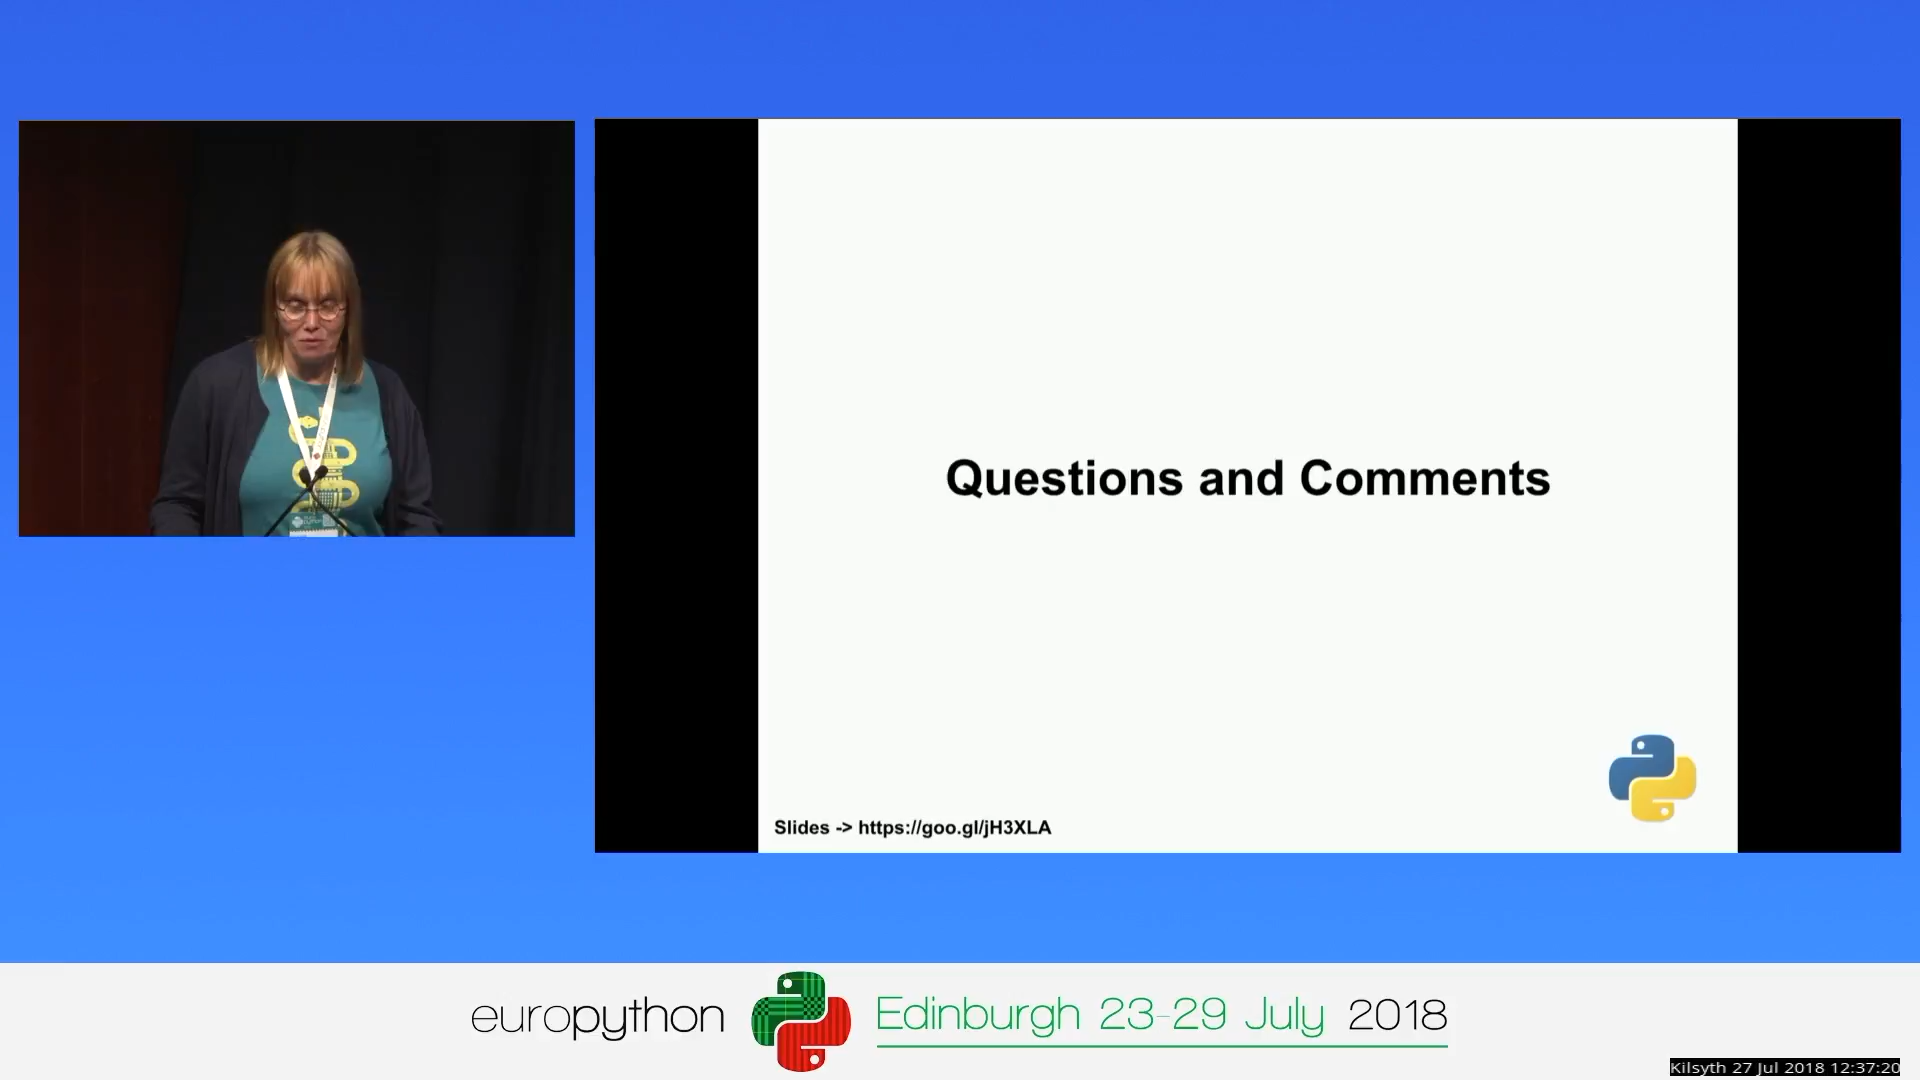 Questions and Comments
Slides -> https://goo.gl/jH3XLA
europython
Edinburgh 23-29 July 2018
Kilsyth 27 Jul 2018 12:37:20